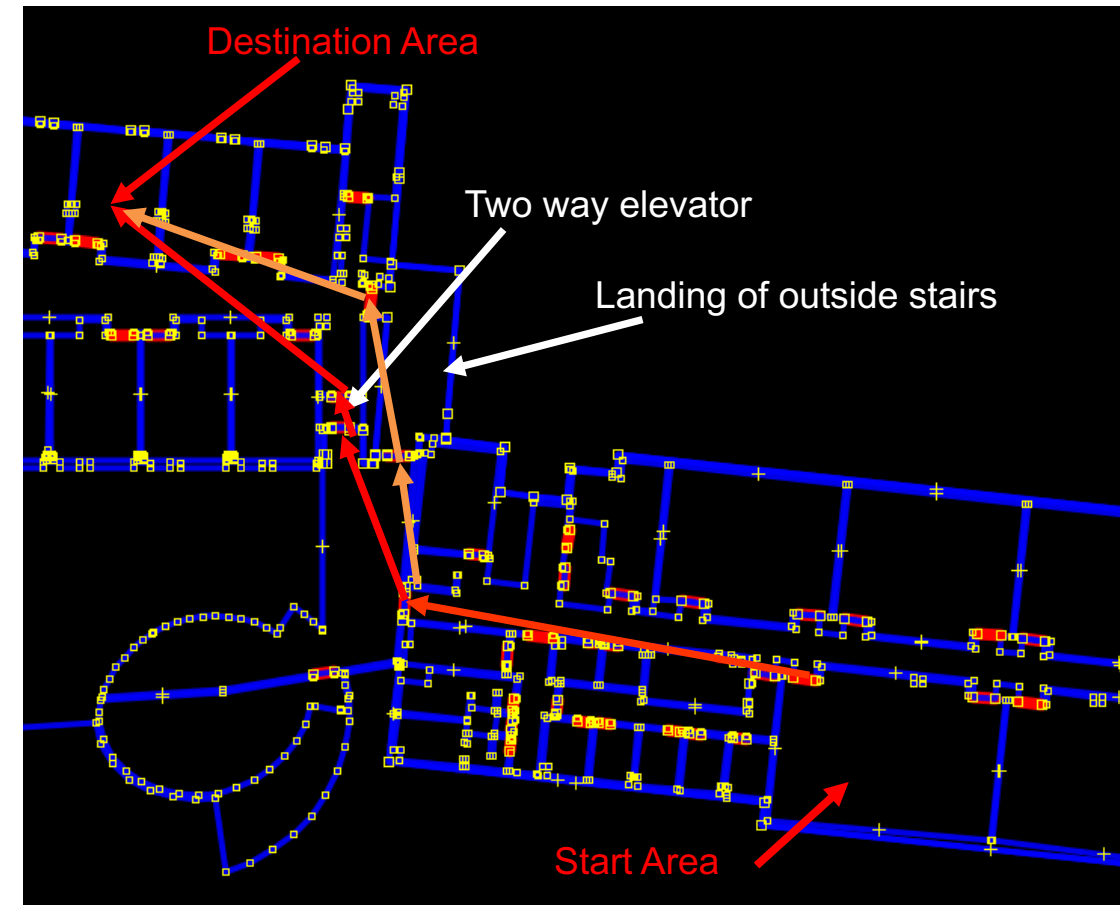 Destination Area
Two way elevator
Landing of outside stairs
Start Area